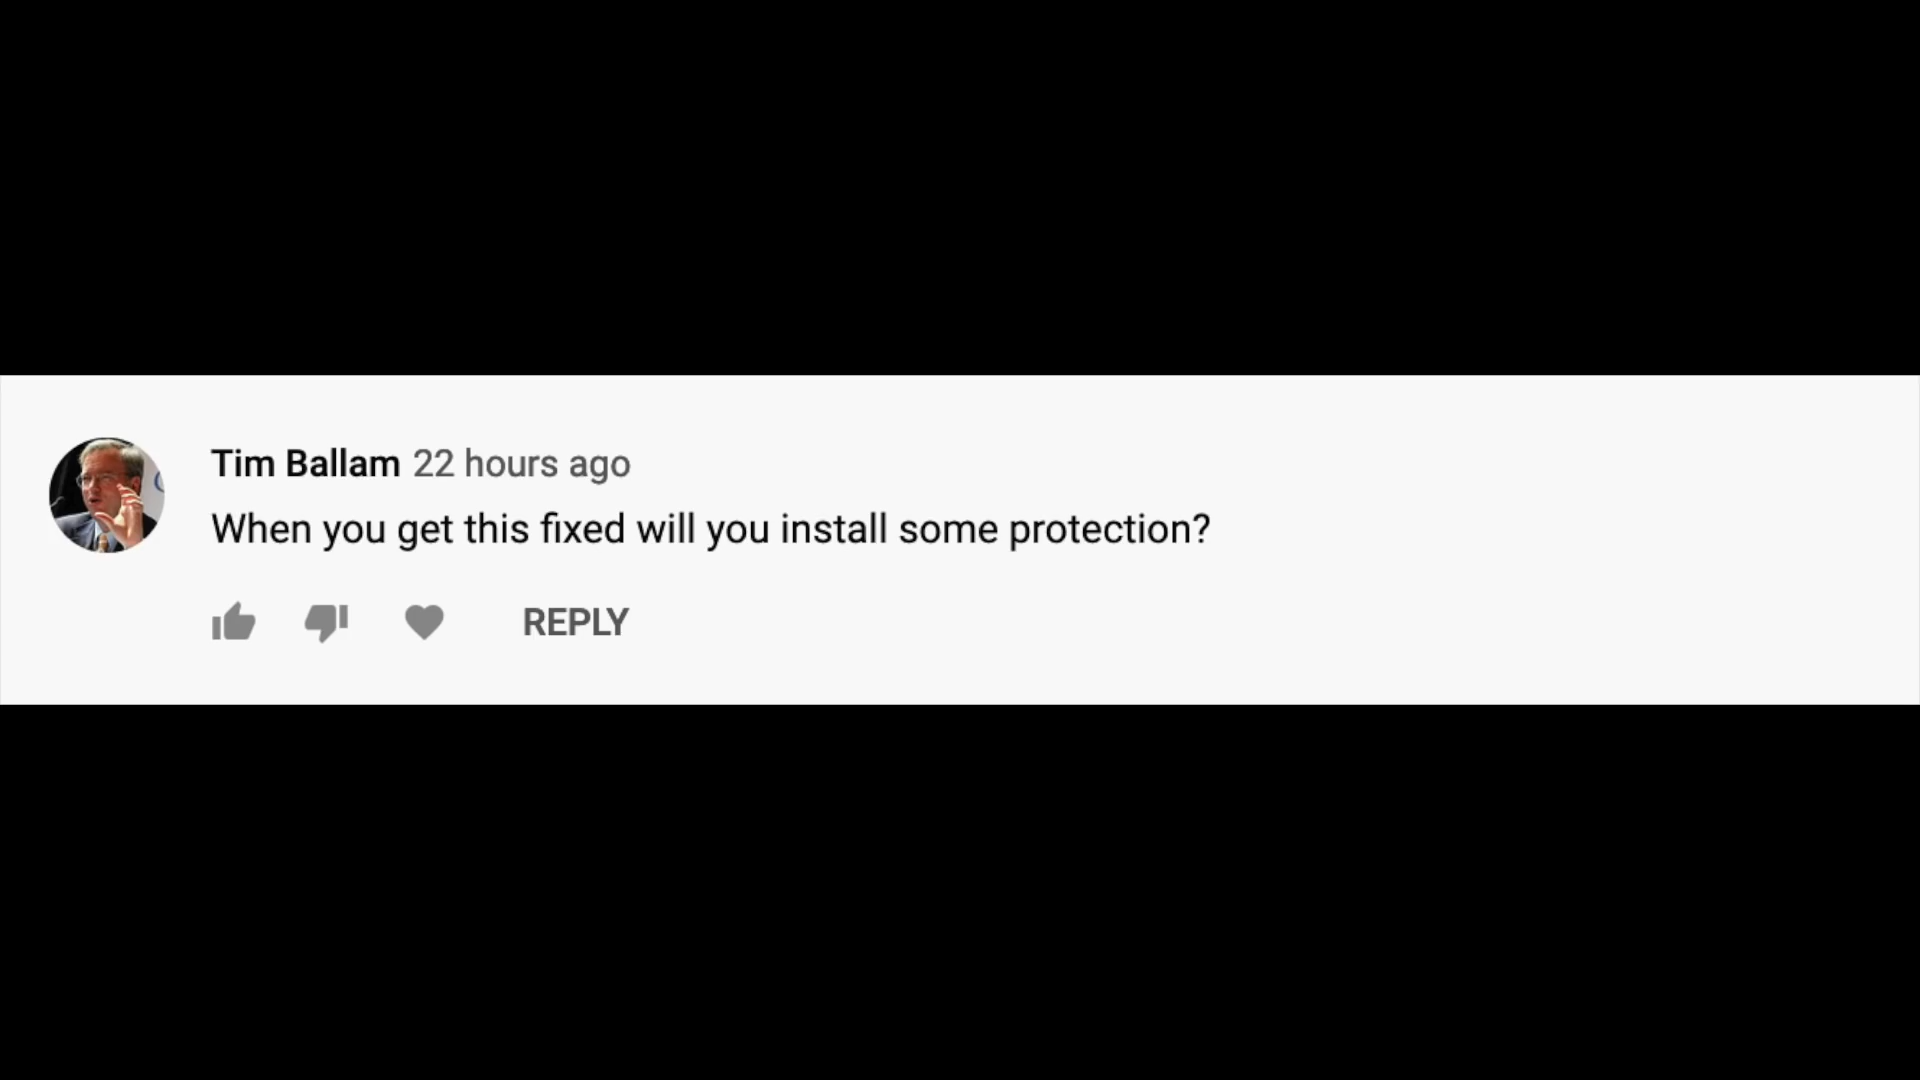 Tim Ballam 22 hours ago
When you get this fixed will you install some protection?
REPLY